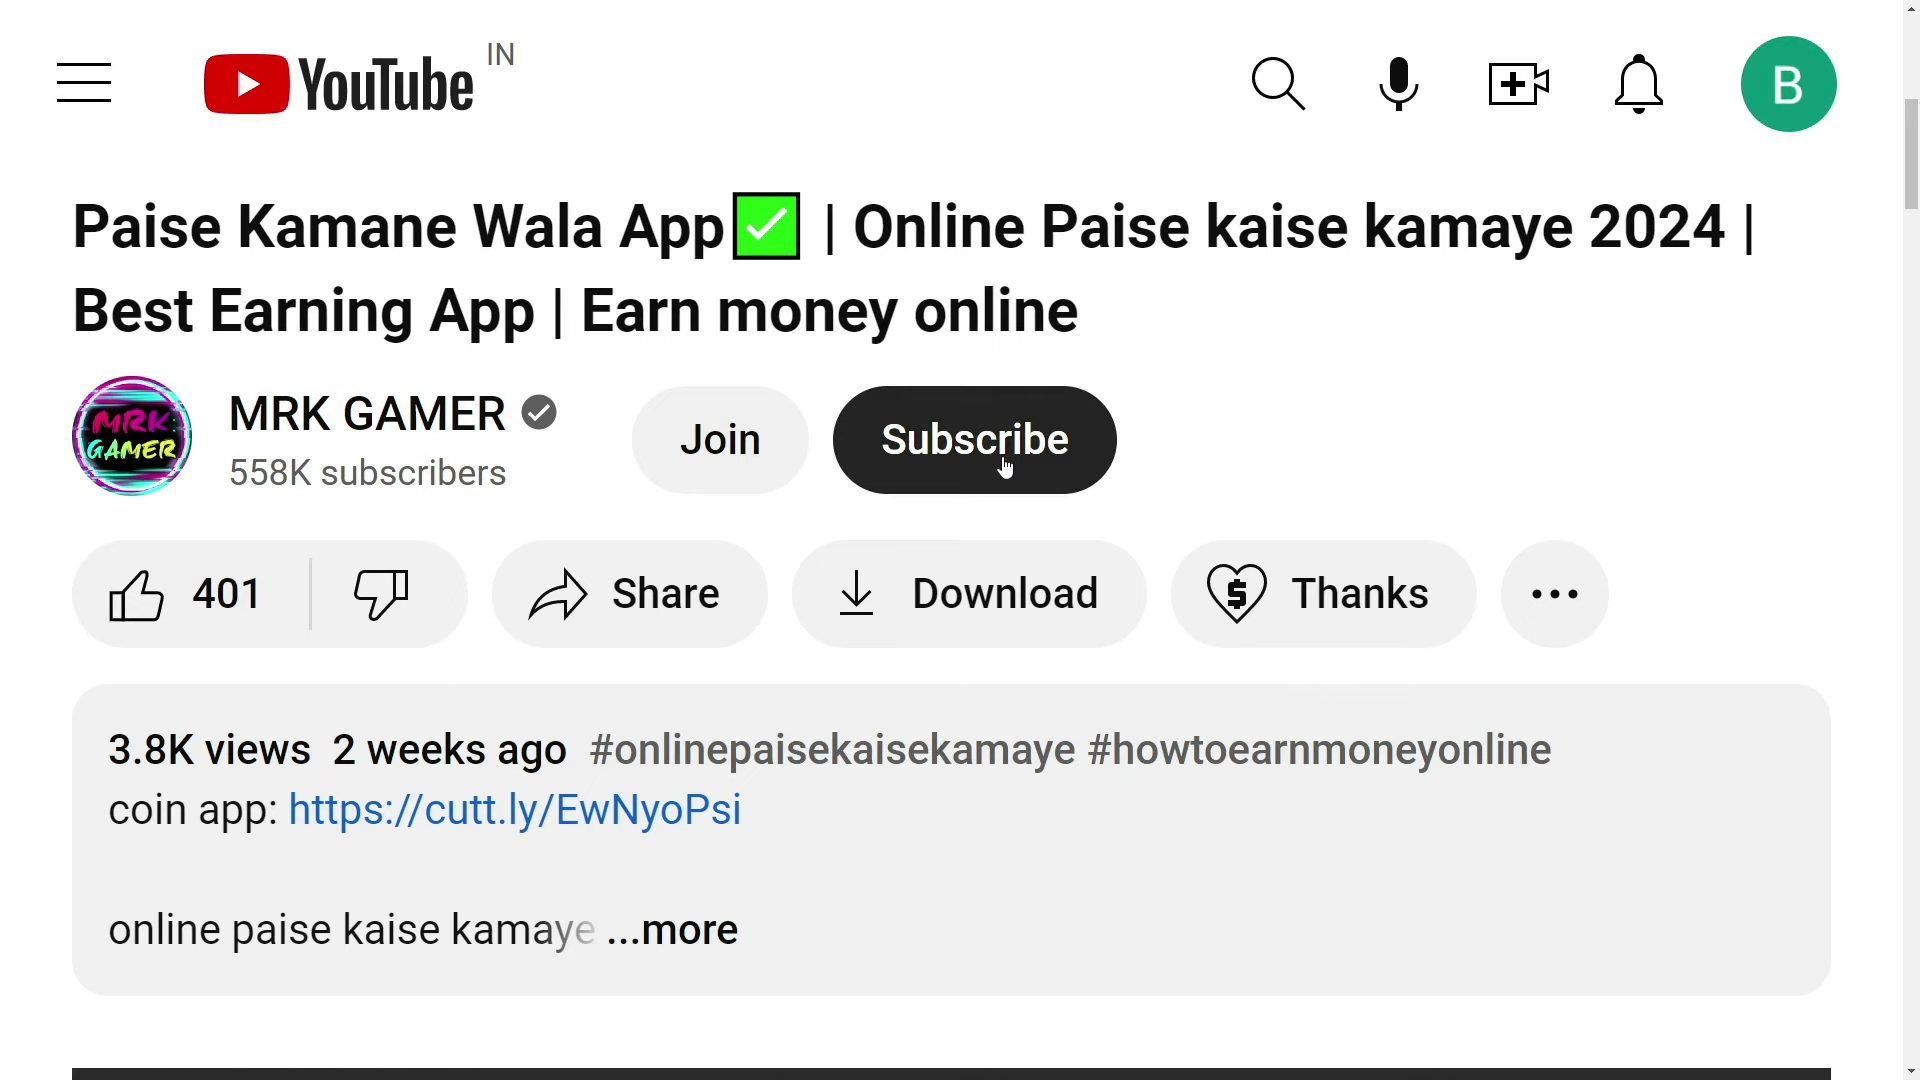 YouTube IN
B
Paise Kamane Wala App✅ | Online Paise kaise kamaye 2024 |
Best Earning App | Earn money online
MRK GAMER
MRK GAMER
558K subscribers
Join
Subscribe
401
Share
Download
Thanks
3.8K views 2 weeks ago #onlinepaisekaisekamaye #howtoearnmoneyonline
coin app: https://cutt.ly/EwNyoPsi
online paise kaise kamaye ...more